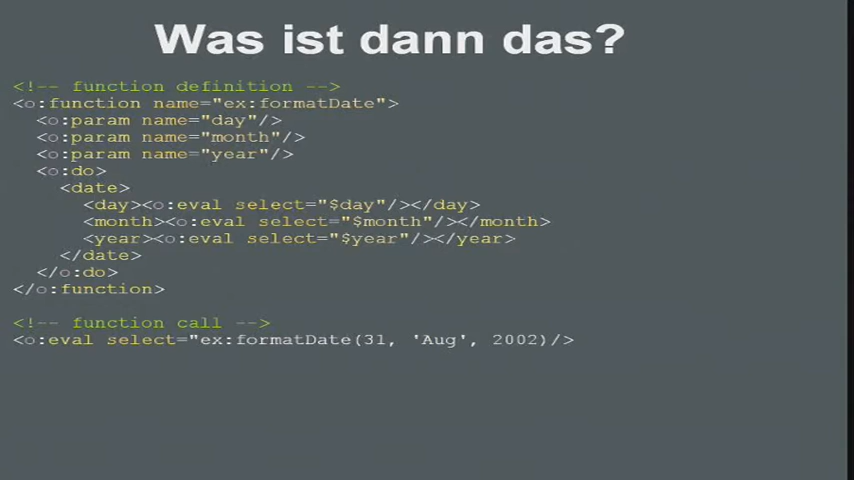 Was ist dann das?
<!-- function definition -->
<o:function name="ex:formatDate">
<o:param name="day"/>
<o:param name="month"/>
<o:param name="year"/>
<o:do>
<date>
<day><o:eval select="$day"/></day>
<month><o:eval select="$month"/></month>
<year><o:eval select="$year"/></year>
</date>
</o:do>
</o:function>
<!-- function call -->
<o:eval select="ex:formatDate(31, 'Aug', 2002)/>